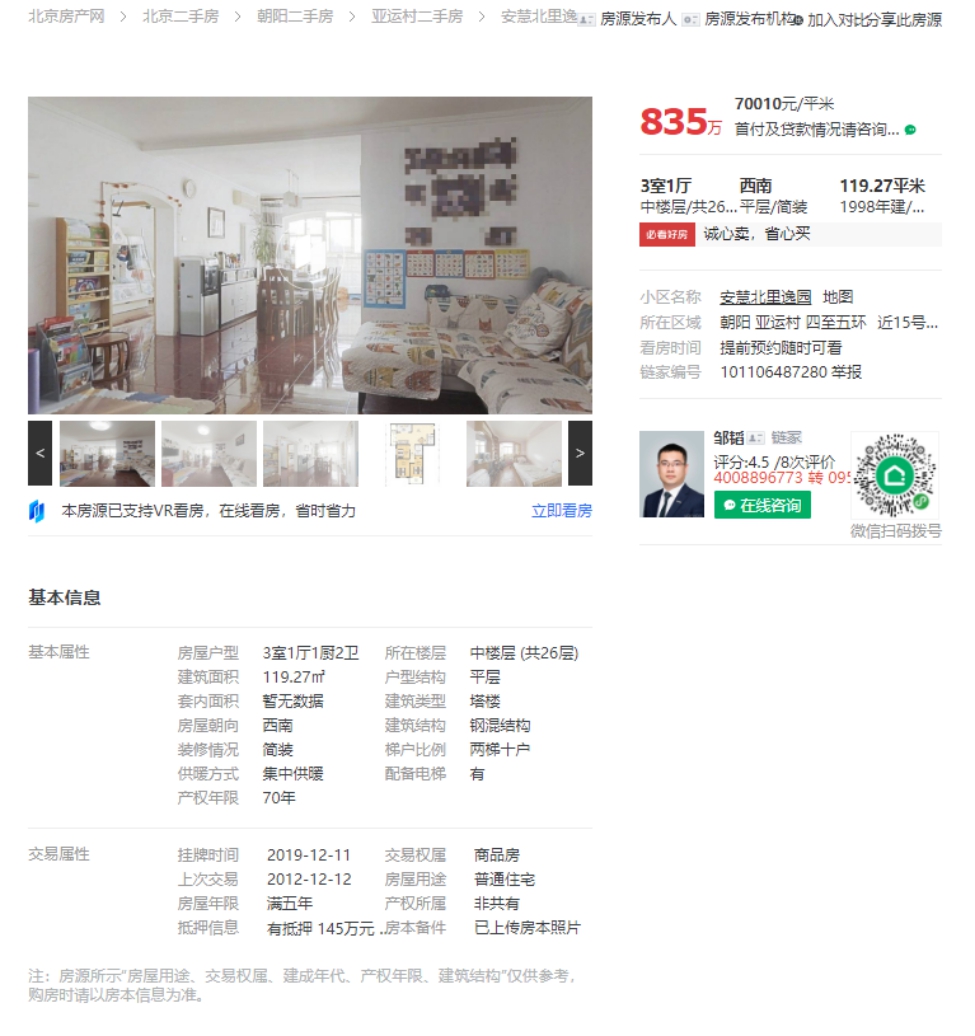 北京房产网 > 北京二手房 > 朝阳二手房 > 亚运村二手房 > 安慧北里逸
房源发布人 房源发布机构 加入对比分享此房源
835万
70010元/平米
首付及贷款情况请咨询...
3室1厅 西南 119.27平米
中楼层/共26... 平层/简装 1998年建/...
必看好房 诚心卖，省心买
小区名称 安慧北里逸园 地图
所在区域 朝阳 亚运村 四至五环 近15号...
看房时间 提前预约随时可看
链家编号 101106487280 举报
邹韬 链家
评分:4.5 /8次评价
4008896773 转 095
在线咨询
微信扫码拨号
< >
本房源已支持VR看房，在线看房，省时省力 立即看房
基本信息
基本属性
房屋户型 3室1厅1厨2卫 所在楼层 中楼层 (共26层)
建筑面积 119.27㎡ 户型结构 平层
套内面积 暂无数据 建筑类型 塔楼
房屋朝向 西南 建筑结构 钢混结构
装修情况 简装 梯户比例 两梯十户
供暖方式 集中供暖 配备电梯 有
产权年限 70年
交易属性
挂牌时间 2019-12-11 交易权属 商品房
上次交易 2012-12-12 房屋用途 普通住宅
房屋年限 满五年 产权所属 非共有
抵押信息 有抵押 145万元 .. 房本备件 已上传房本照片
注：房源所示“房屋用途、交易权属、建成年代、产权年限、建筑结构”仅供参考，
购房时请以房本信息为准。